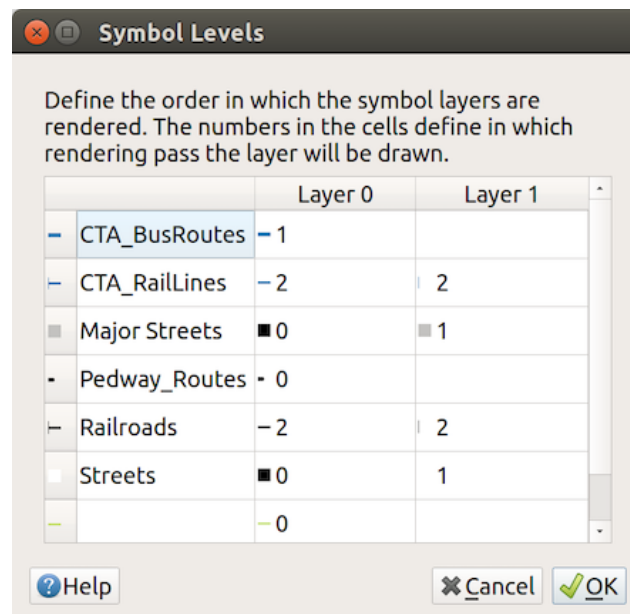 Symbol Levels
Define the order in which the symbol layers are
rendered. The numbers in the cells define in which
rendering pass the layer will be drawn.
Layer 0 Layer 1
CTA_BusRoutes 1
CTA_RailLines 2 2
Major Streets 0 1
Pedway_Routes 0
Railroads 2 2
Streets 0 1
0
Help Cancel OK